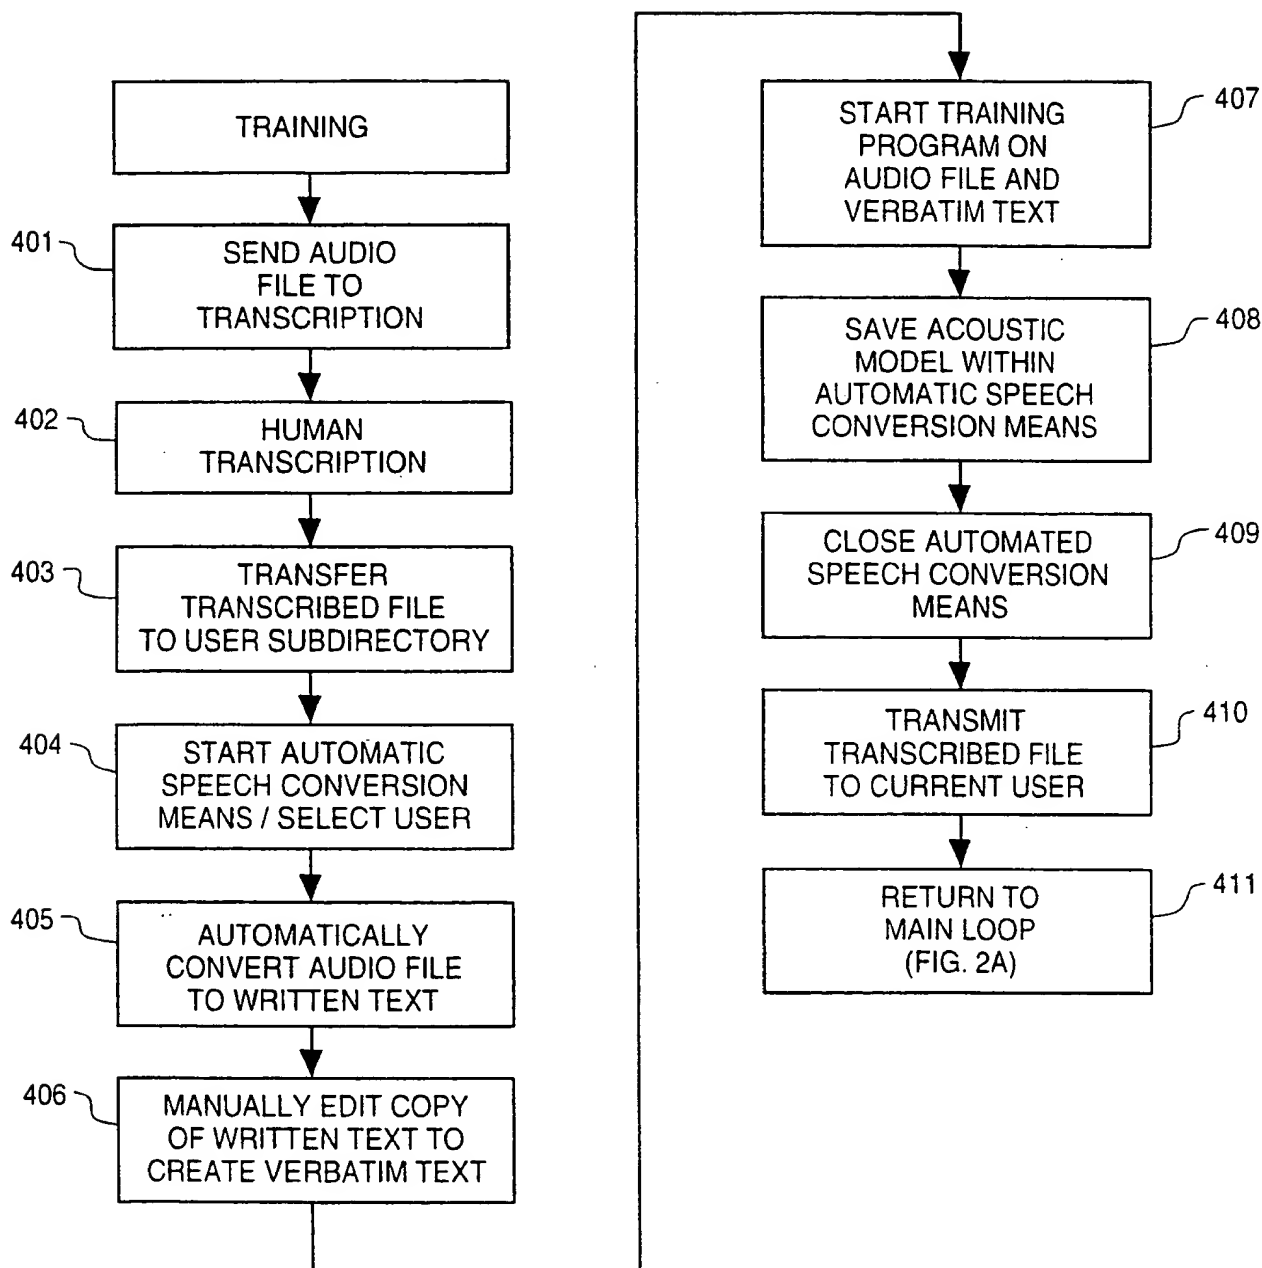 TRAINING
401
SEND AUDIO
FILE TO
TRANSCRIPTION
402
HUMAN
TRANSCRIPTION
403
TRANSFER
TRANSCRIBED FILE
TO USER SUBDIRECTORY
404
START AUTOMATIC
SPEECH CONVERSION
MEANS / SELECT USER
405
AUTOMATICALLY
CONVERT AUDIO FILE
TO WRITTEN TEXT
406
MANUALLY EDIT COPY
OF WRITTEN TEXT TO
CREATE VERBATIM TEXT
407
START TRAINING
PROGRAM ON
AUDIO FILE AND
VERBATIM TEXT
408
SAVE ACOUSTIC
MODEL WITHIN
AUTOMATIC SPEECH
CONVERSION MEANS
409
CLOSE AUTOMATED
SPEECH CONVERSION
MEANS
410
TRANSMIT
TRANSCRIBED FILE
TO CURRENT USER
411
RETURN TO
MAIN LOOP
(FIG. 2A)